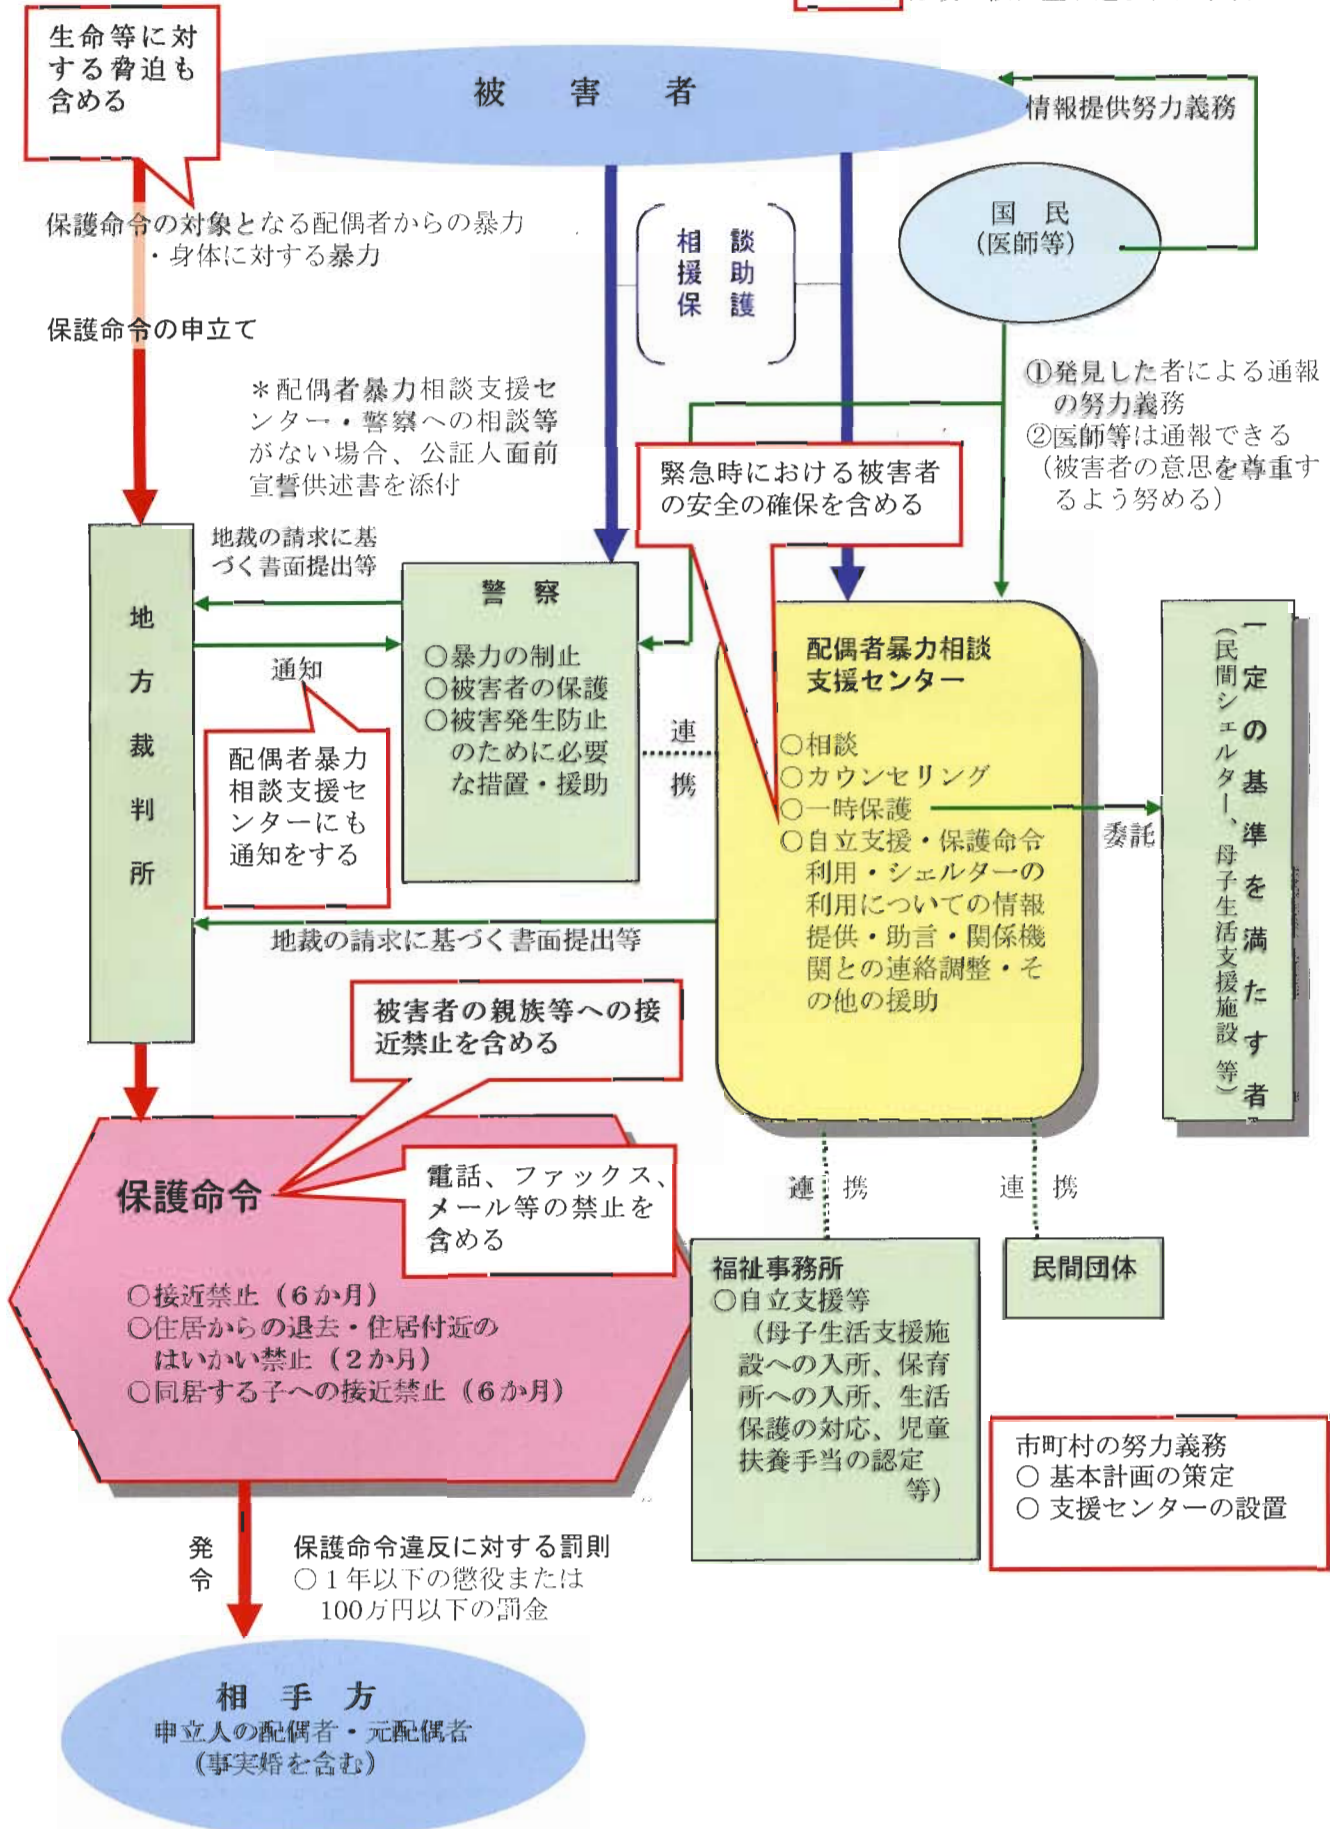 生命等に対
する脅迫も
含める
被害者
情報提供努力義務
国民
(医師等)
保護命令の対象となる配偶者からの暴力
・身体に対する暴力
相談
援助
保護
保護命令の申立て
＊配偶者暴力相談支援セ
ンター・警察への相談等
がない場合、公証人面前
宣誓供述書を添付
①発見した者による通報
の努力義務
②医師等は通報できる
(被害者の意思を尊重す
るよう努める)
緊急時における被害者
の安全の確保を含める
地裁の請求に基
づく書面提出等
地方裁判所
通知
配偶者暴力
相談支援セ
ンターにも
通知をする
警察
○暴力の制止
○被害者の保護
○被害発生防止
のために必要
な措置・援助
連携
配偶者暴力相談
支援センター
○相談
○カウンセリング
○一時保護
○自立支援・保護命令
利用・シェルターの
利用についての情報
提供・助言・関係機
関との連絡調整・そ
の他の援助
委託
一定の基準を満たす者
(民間シェルター、母子生活支援施設等)
地裁の請求に基づく書面提出等
被害者の親族等への接
近禁止を含める
電話、ファックス、
メール等の禁止を
含める
保護命令
○接近禁止（6か月）
○住居からの退去・住居付近の
はいかい禁止（2か月）
○同居する子への接近禁止（6か月）
連携
連携
福祉事務所
○自立支援等
(母子生活支援施
設への入所、保育
所への入所、生活
保護の対応、児童
扶養手当の認定
等)
民間団体
市町村の努力義務
○ 基本計画の策定
○ 支援センターの設置
発令
保護命令違反に対する罰則
○１年以下の懲役または
100万円以下の罰金
相手方
申立人の配偶者・元配偶者
(事実婚を含む)